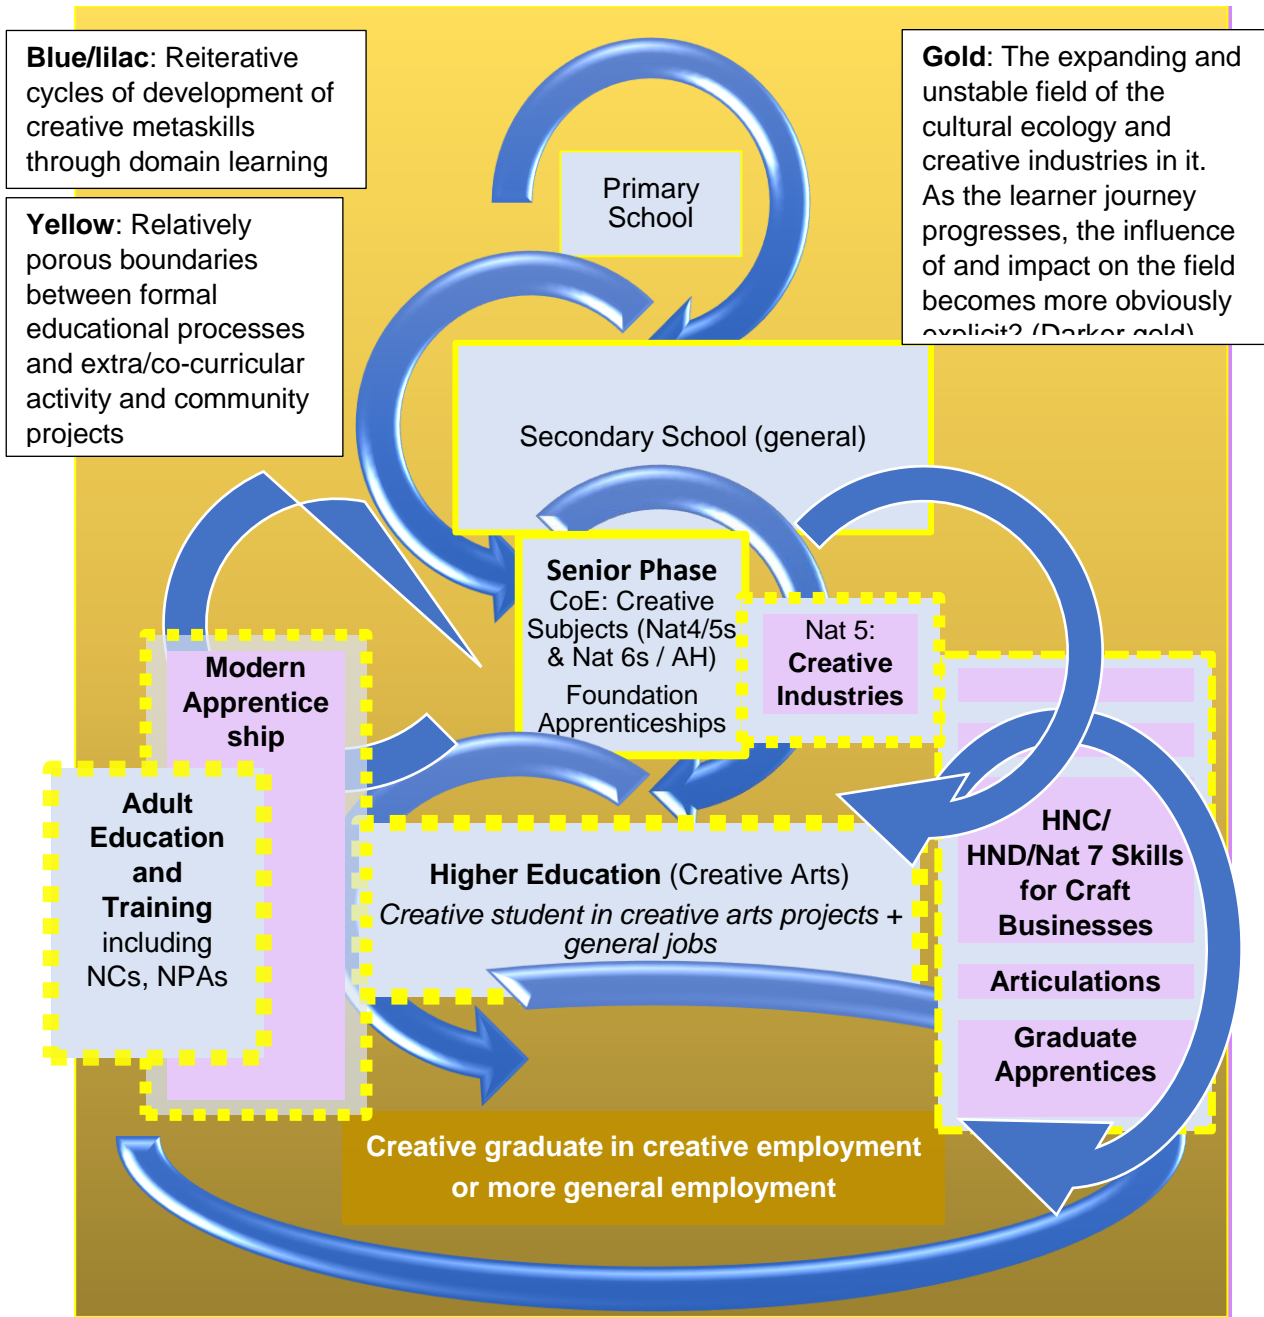 Blue/lilac: Reiterative
cycles of development of
creative metaskills
through domain learning
Yellow: Relatively
porous boundaries
between formal
educational processes
and extra/co-curricular
activity and community
projects
Gold: The expanding and
unstable field of the
cultural ecology and
creative industries in it.
As the learner journey
progresses, the influence
of and impact on the field
becomes more obviously
explicit? (Darker gold)
Primary
School
Secondary School (general)
Senior Phase
CoE: Creative
Subjects (Nat4/5s
& Nat 6s / AH)
Foundation
Apprenticeships
Nat 5:
Creative
Industries
Modern
Apprentice
ship
Adult
Education
and
Training
including
NCs, NPAs
Higher Education (Creative Arts)
Creative student in creative arts projects +
general jobs
HNC/
HND/Nat 7 Skills
for Craft
Businesses
Articulations
Graduate
Apprentices
Creative graduate in creative employment
or more general employment